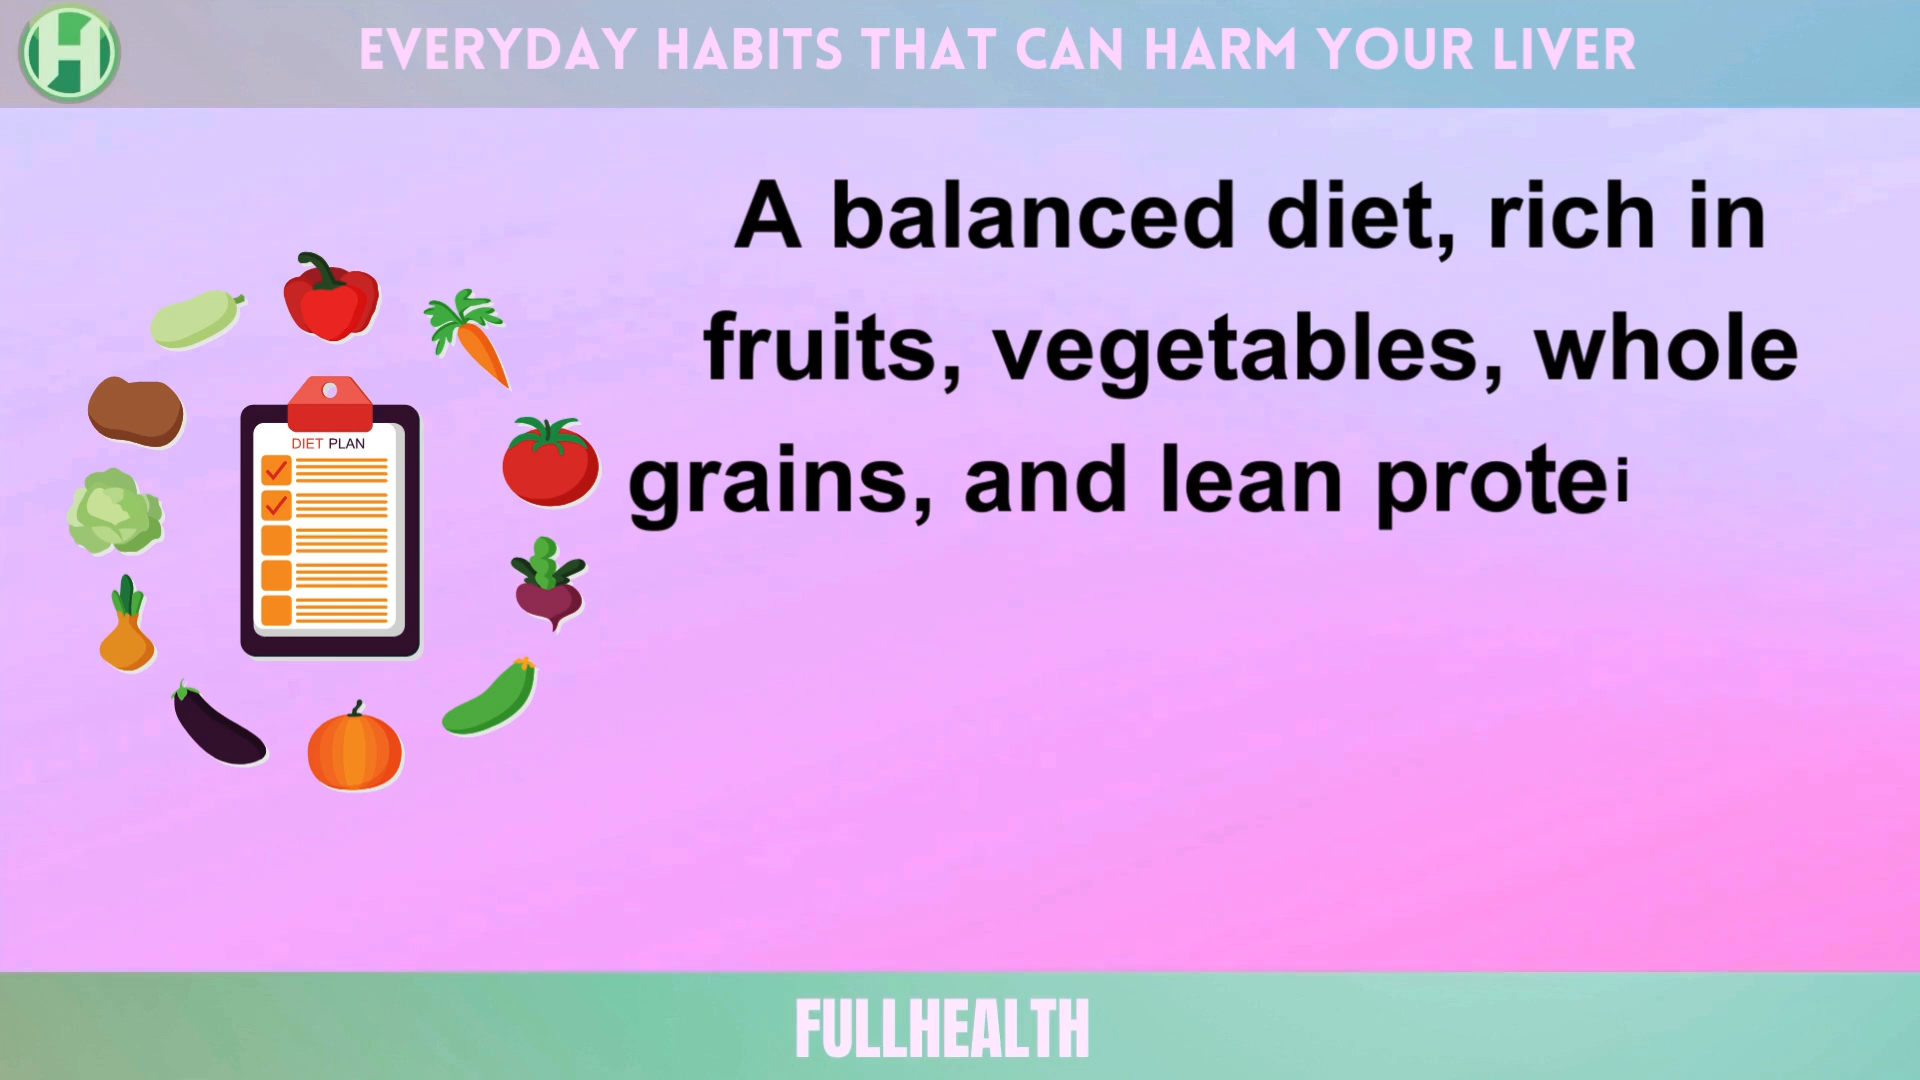 EVERYDAY HABITS THAT CAN HARM YOUR LIVER
A balanced diet, rich in
fruits, vegetables, whole
grains, and lean protei
DIET PLAN
FULLHEALTH